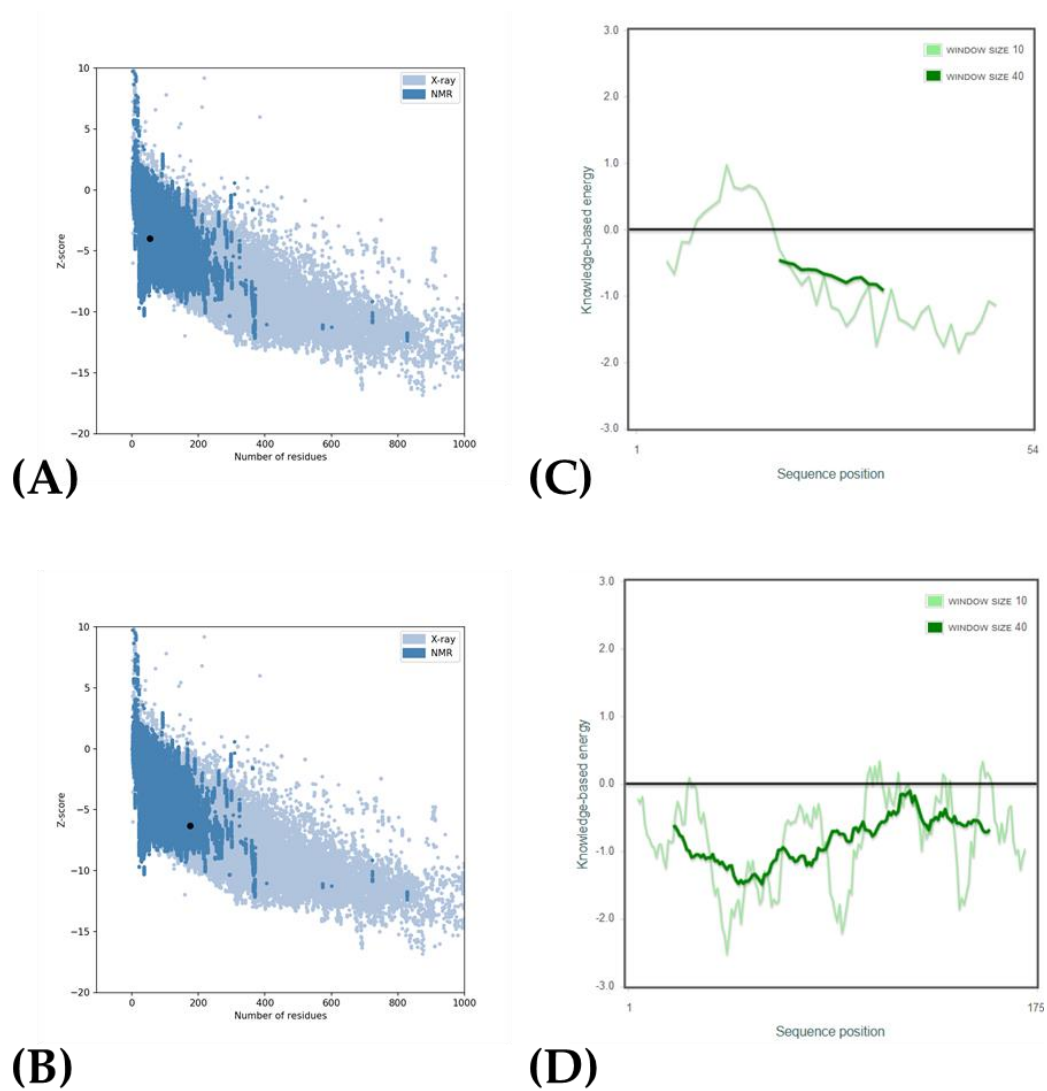 10
5
0
−5
−10
−15
−20
Z-score
0
200
400
600
800
1000
Number of residues
X-ray
NMR
(A)
3.0
2.0
1.0
0.0
-1.0
-2.0
-3.0
Knowledge-based energy
WINDOW SIZE 10
WINDOW SIZE 40
1
54
Sequence position
(C)
10
5
0
−5
−10
−15
−20
Z-score
0
200
400
600
800
1000
Number of residues
X-ray
NMR
(B)
3.0
2.0
1.0
0.0
-1.0
-2.0
-3.0
Knowledge-based energy
WINDOW SIZE 10
WINDOW SIZE 40
1
175
Sequence position
(D)